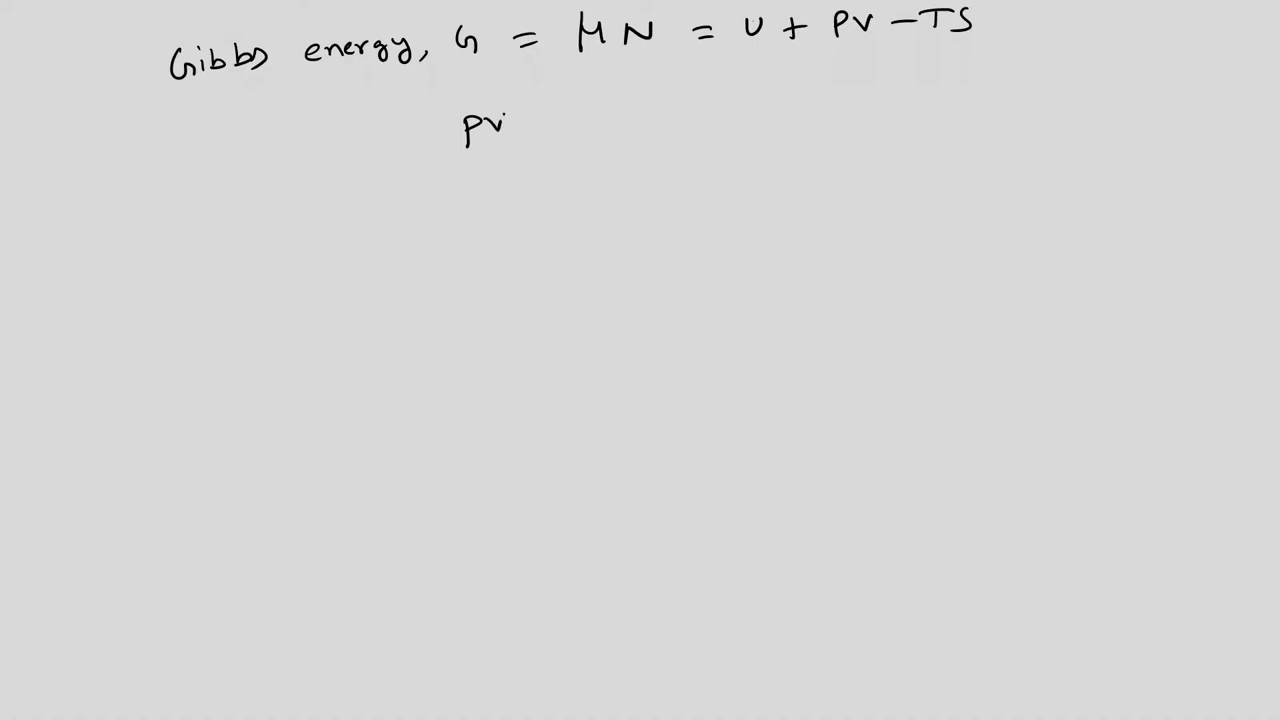 Gibbs energy, G = μN = U + PV - TS
PV